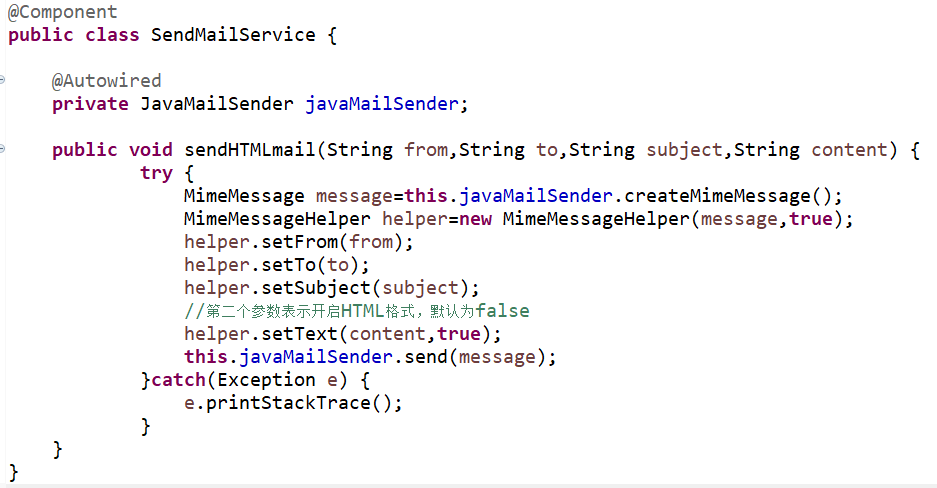 @Component
public class SendMailService {
@Autowired
private JavaMailSender javaMailSender;
public void sendHTMLmail(String from,String to,String subject,String content) {
try {
MimeMessage message=this.javaMailSender.createMimeMessage();
MimeMessageHelper helper=new MimeMessageHelper(message,true);
helper.setFrom(from);
helper.setTo(to);
helper.setSubject(subject);
//第二个参数表示开启HTML格式，默认为false
helper.setText(content,true);
this.javaMailSender.send(message);
}catch(Exception e) {
e.printStackTrace();
}
}
}